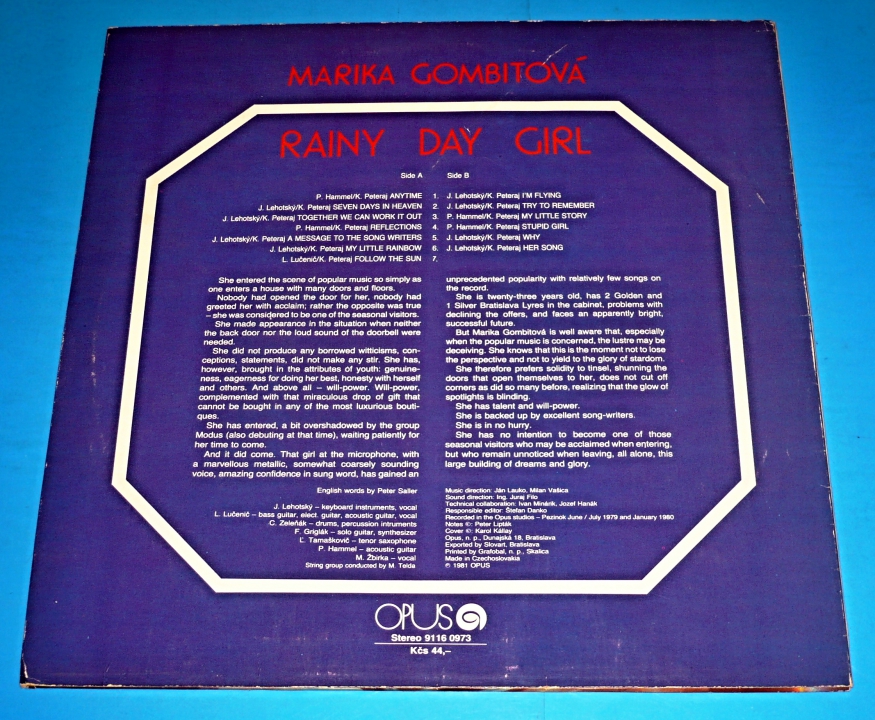 MARIKA GOMBITOVÁ
RAINY DAY GIRL
Side A
P. Hammel/K. Peteraj ANYTIME 1.
J. Lehotský/K. Peteraj SEVEN DAYS IN HEAVEN 2.
J. Lehotský/K. Peteraj TOGETHER WE CAN WORK IT OUT 3.
P. Hammel/K. Peteraj REFLECTIONS 4.
J. Lehotský/K. Peteraj A MESSAGE TO THE SONG WRITERS 5.
J. Lehotský/K. Peteraj MY LITTLE RAINBOW 6.
L. Lučenič/K. Peteraj FOLLOW THE SUN 7.
Side B
J. Lehotský/K. Peteraj I'M FLYING
J. Lehotský/K. Peteraj TRY TO REMEMBER
P. Hammel/K. Peteraj MY LITTLE STORY
P. Hammel/K. Peteraj STUPID GIRL
J. Lehotský/K. Peteraj WHY
J. Lehotský/K. Peteraj HER SONG
She entered the scene of popular music so simply as
one enters a house with many doors and floors.
Nobody had opened the door for her, nobody had
greeted her with acclaim; rather the opposite was true
– she was considered to be one of the seasonal visitors.
She made appearance in the situation when neither
the back door nor the loud sound of the doorbell were
needed.
She did not produce any borrowed witticisms, con-
ceptions, statements, did not make any stir. She has,
however, brought in the attributes of youth: genuine-
ness, eagerness for doing her best, honesty with herself
and others. And above all – will-power. Will-power,
complemented with that miraculous drop of gift that
cannot be bought in any of the most luxurious bouti-
ques.
She has entered, a bit overshadowed by the group
Modus (also debuting at that time), waiting patiently for
her time to come.
And it did come. That girl at the microphone, with
a marvellous metallic, somewhat coarsely sounding
voice, amazing confidence in sung word, has gained an
unprecedented popularity with relatively few songs on
the record.
She is twenty-three years old, has 2 Golden and
1 Silver Bratislava Lyres in the cabinet, problems with
declining the offers, and faces an apparently bright,
successful future.
But Marika Gombitová is well aware that, especially
when the popular music is concerned, the lustre may be
deceiving. She knows that this is the moment not to lose
the perspective and not to yield to the glory of stardom.
She therefore prefers solidity to tinsel, shunning the
doors that open themselves to her, does not cut off
corners as did so many before, realizing that the glow of
spotlights is blinding.
She has talent and will-power.
She is backed up by excellent song-writers.
She is in no hurry.
She has no intention to become one of those
seasonal visitors who may be acclaimed when entering,
but who remain unnoticed when leaving, all alone, this
large building of dreams and glory.
English words by Peter Saller
J. Lehotský – keyboard instruments, vocal
L. Lučenič – bass guitar, elect. guitar, acoustic guitar, vocal
C. Zeleňák – drums, percussion intruments
F. Griglák – solo guitar, synthesizer
Ľ. Tamaškovič – tenor saxophone
P. Hammel – acoustic guitar
M. Žbirka – vocal
String group conducted by M. Telda
Music direction: Ján Lauko, Milan Vašica
Sound direction: Ing. Juraj Filo
Technical collaboration: Ivan Minárik, Jozef Hanák
Responsible editor: Štefan Danko
Recorded in the Opus studios – Pezinok June / July 1979 and January 1980
Notes ©: Peter Lipták
Cover ©: Karol Kállay
Opus, n. p., Dunajská 18, Bratislava
Exported by Slovart, Bratislava
Printed by Grafobal, n. p., Skalica
Made in Czechoslovakia
℗ 1981 OPUS
OPUS
Stereo 9116 0973
Kčs 44,–